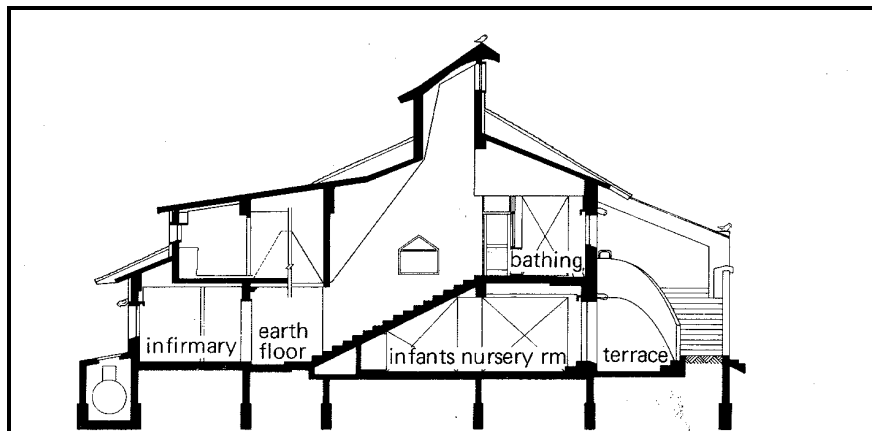 bathing
infirmary
earth
floor
infants nursery rm
terrace